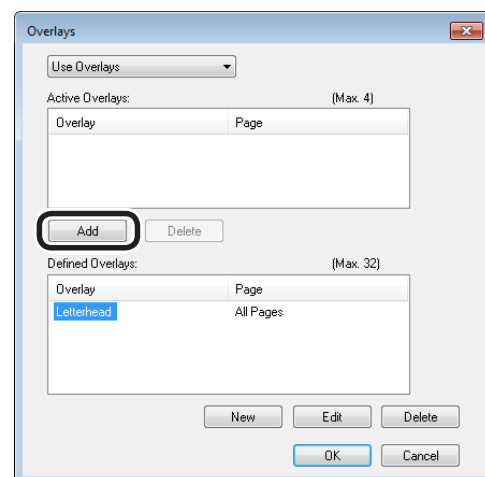 Overlays
Use Overlays
Active Overlays: (Max. 4)
Overlay Page
Add Delete
Defined Overlays: (Max. 32)
Overlay Page
Letterhead All Pages
New Edit Delete
OK Cancel